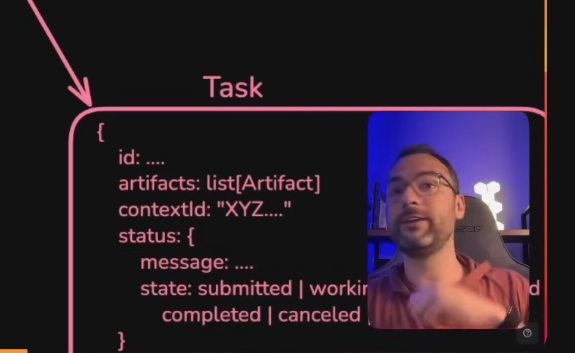 Task
{
id: ....
artifacts: list[Artifact]
contextId: "XYZ...."
status: {
message: ....
state: submitted | workin d
completed | canceled |
}